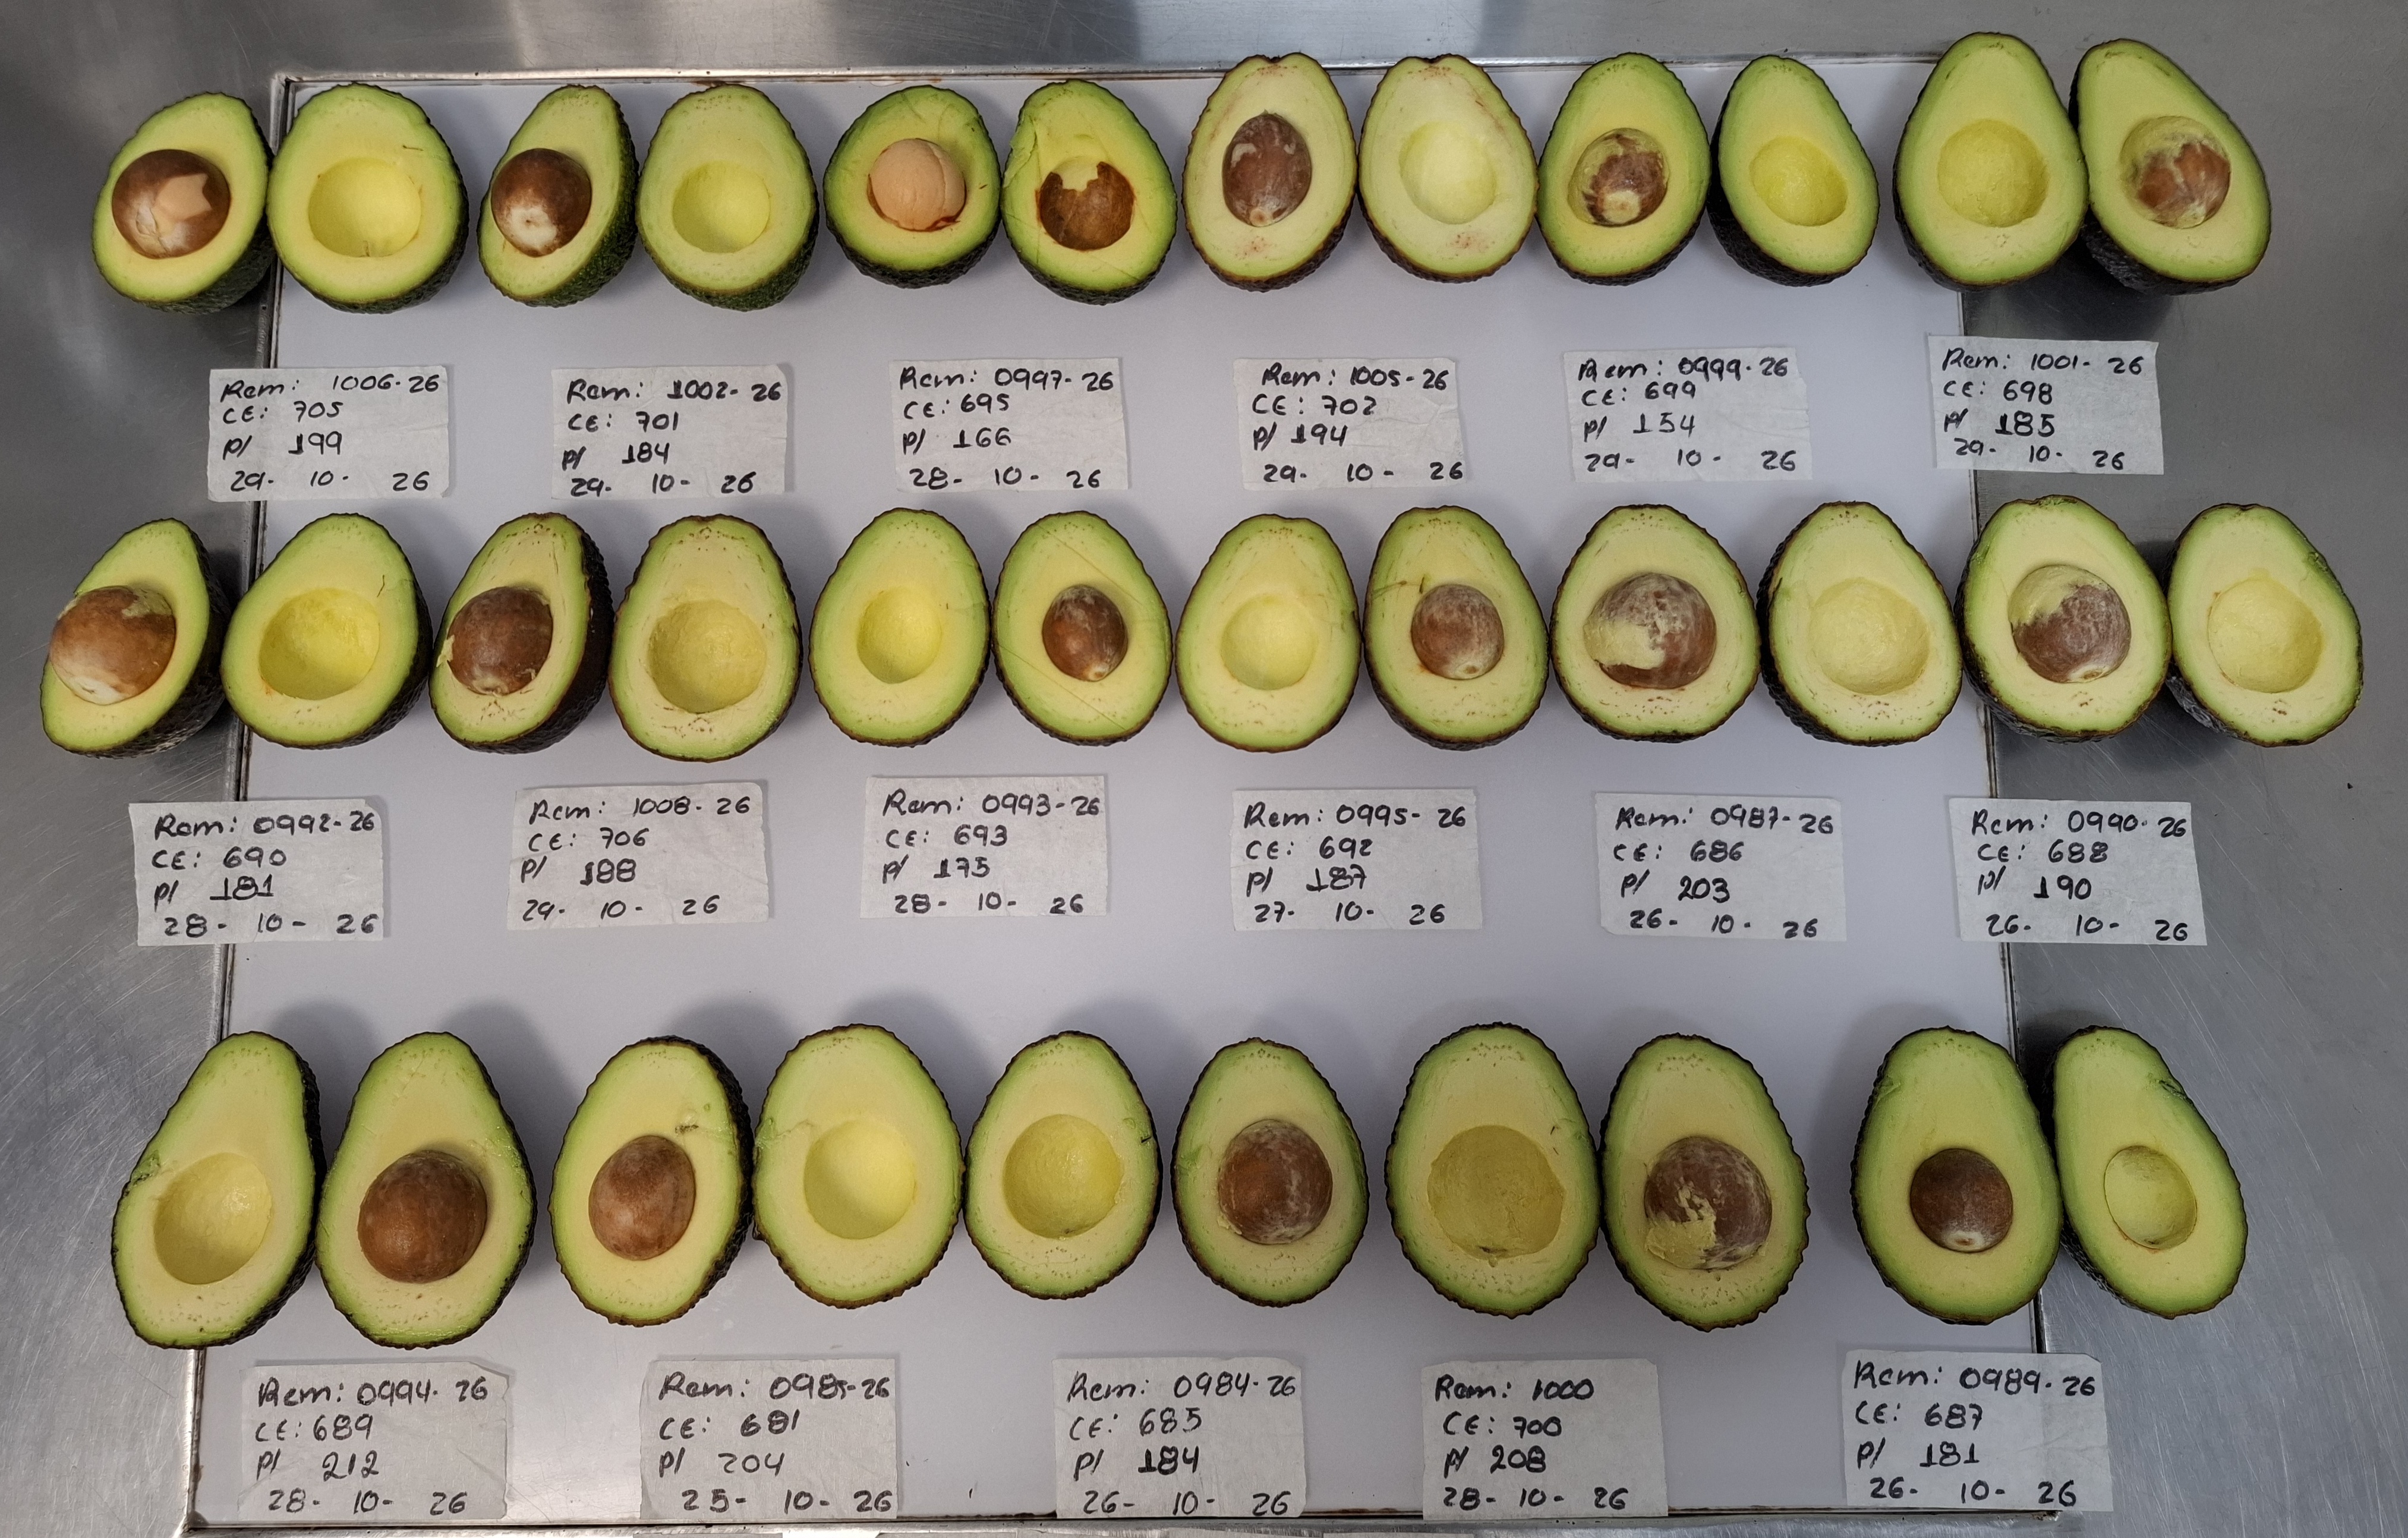 Rem: 1006-26
CE: 705
P/ 199
29- 10- 26
Rem: 1002-26
CE: 701
P/ 184
29- 10- 26
Rem: 0997-26
CE: 695
P/ 166
28- 10- 26
Rem: 1005-26
CE: 702
P/ 194
29- 10- 26
Rem: 0999-26
CE: 699
P/ 154
29- 10- 26
Rem: 1001-26
CE: 698
P/ 185
29- 10- 26
Rem: 0992-26
CE: 690
P/ 181
28- 10- 26
Rem: 1008-26
CE: 706
P/ 188
29- 10- 26
Rem: 0993-26
CE: 693
P/ 175
28- 10- 26
Rem: 0995-26
CE: 692
P/ 187
27- 10- 26
Rem: 0987-26
CE: 686
P/ 203
26- 10- 26
Rem: 0990-26
CE: 688
P/ 190
26- 10- 26
Rem: 0994-26
CE: 689
P/ 212
28- 10- 26
Rem: 0985-26
CE: 681
P/ 204
25- 10- 26
Rem: 0984-26
CE: 685
P/ 184
26- 10- 26
Rem: 1000
CE: 700
P/ 208
28- 10- 26
Rem: 0989-26
CE: 687
P/ 181
26- 10- 26